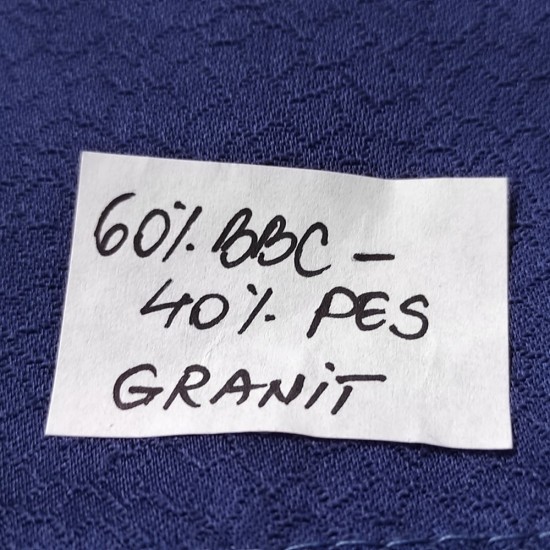 60% BBC -
40% PES
GRANiT